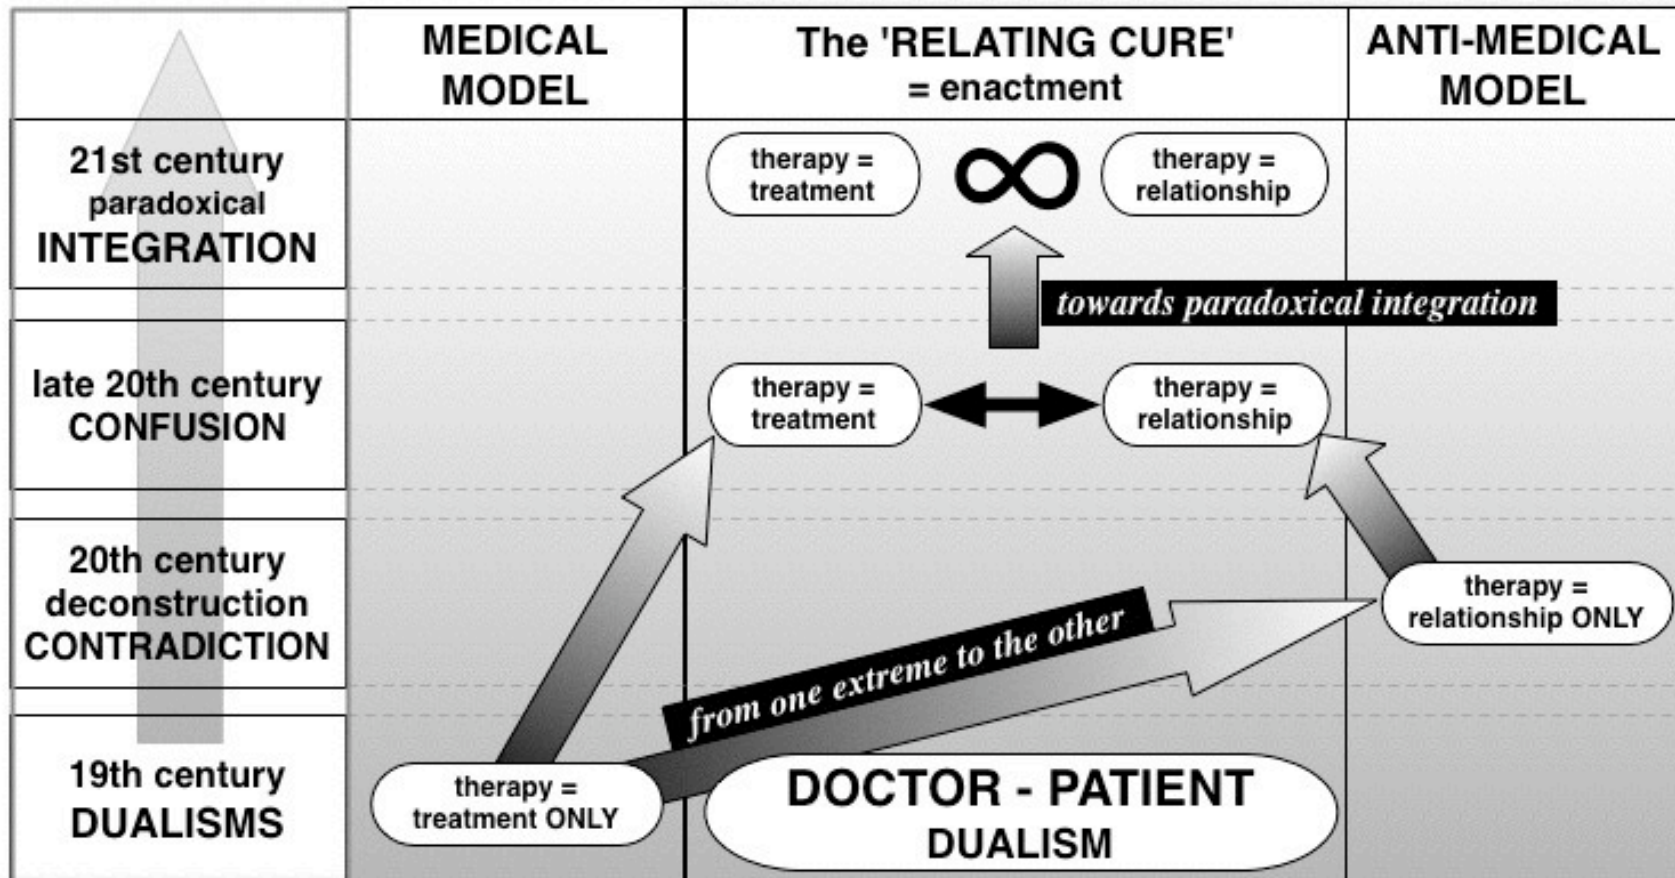 MEDICAL
MODEL
The 'RELATING CURE'
= enactment
ANTI-MEDICAL
MODEL
21st century
paradoxical
INTEGRATION
therapy =
treatment
therapy =
relationship
towards paradoxical integration
late 20th century
CONFUSION
therapy =
treatment
therapy =
relationship
20th century
deconstruction
CONTRADICTION
therapy =
relationship ONLY
from one extreme to the other
19th century
DUALISMS
therapy =
treatment ONLY
DOCTOR - PATIENT
DUALISM